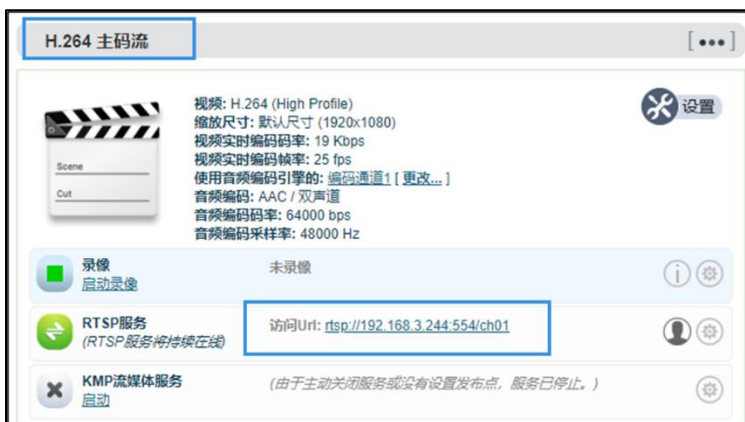 H.264 主码流
[•••]
Scene
Cut
视频: H.264 (High Profile)
缩放尺寸: 默认尺寸 (1920x1080)
视频实时编码码率: 19 Kbps
视频实时编码帧率: 25 fps
使用音频编码引擎的: 编码通道1 [ 更改... ]
音频编码: AAC / 双声道
音频编码码率: 64000 bps
音频编码采样率: 48000 Hz
设置
录像
启动录像
未录像
RTSP服务
(RTSP服务将持续在线)
访问Url: rtsp://192.168.3.244:554/ch01
KMP流媒体服务
启动
(由于主动关闭服务或没有设置发布点，服务已停止。)